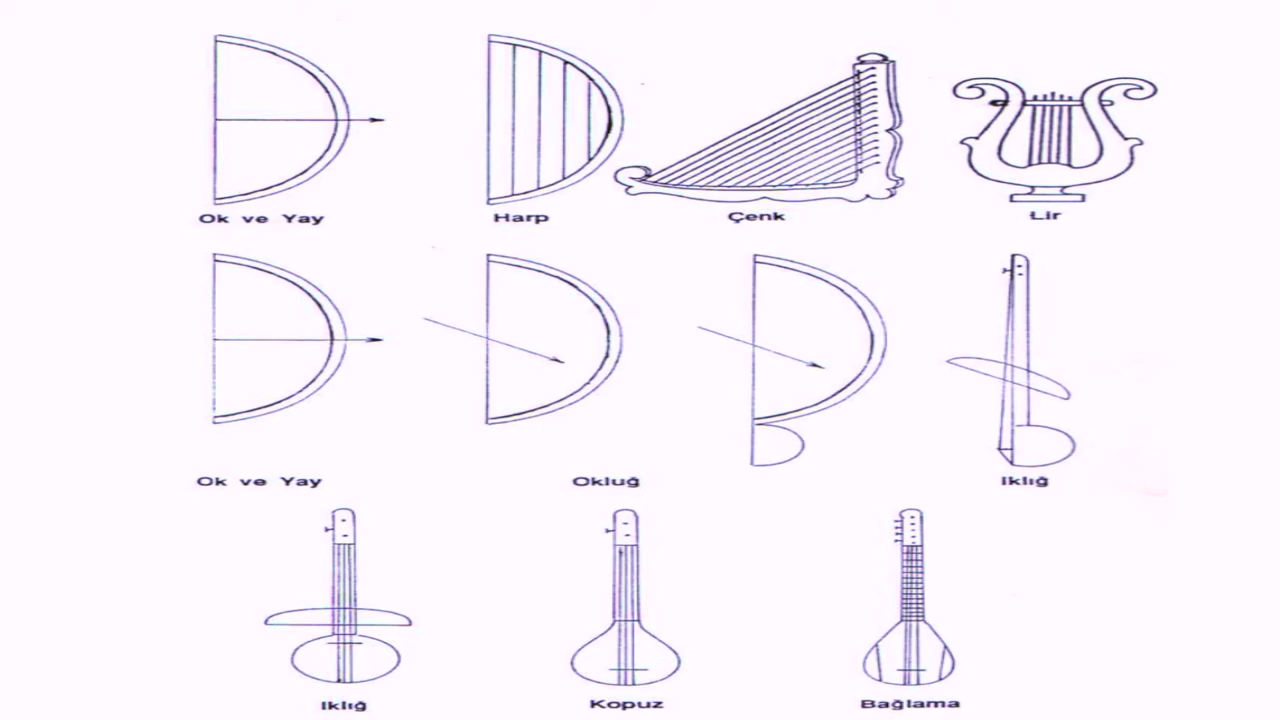 Ok ve Yay
Harp
Çenk
Lir
Ok ve Yay
Okluğ
Iklığ
Iklığ
Kopuz
Bağlama